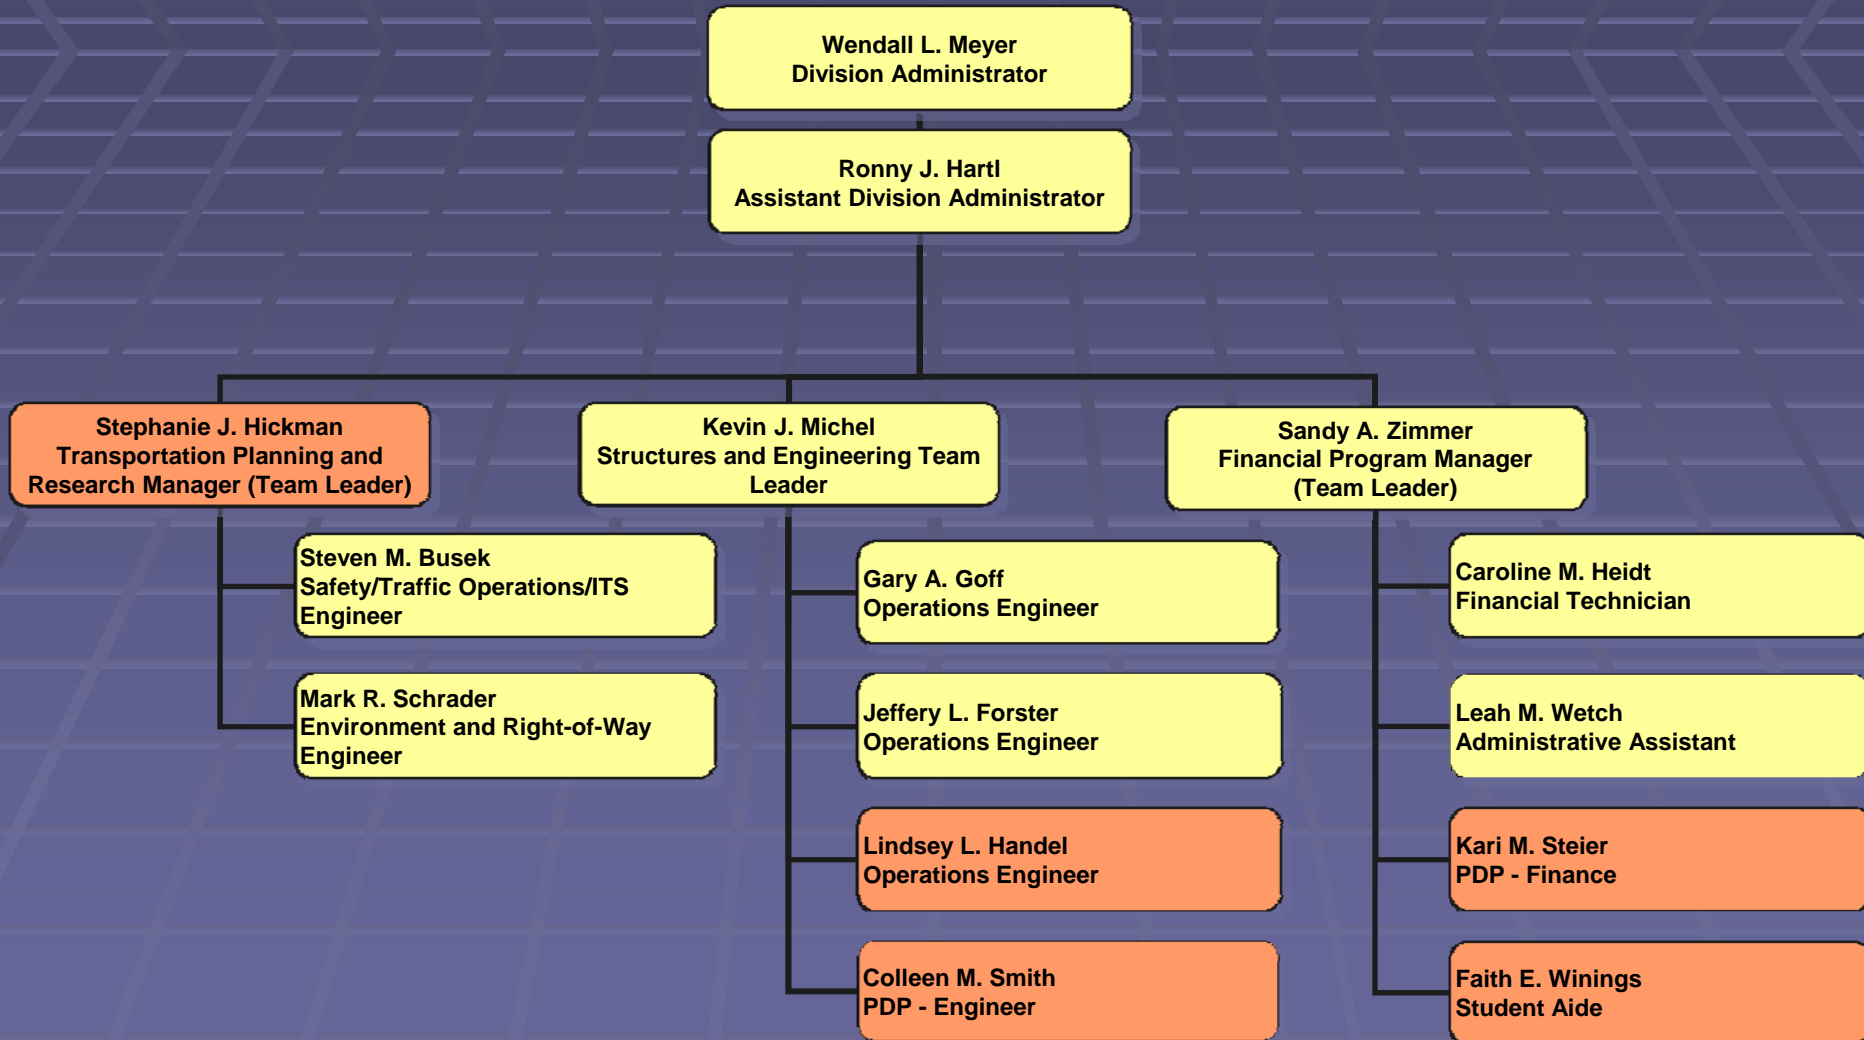 Wendall L. Meyer
Division Administrator
Ronny J. Hartl
Assistant Division Administrator
Stephanie J. Hickman
Transportation Planning and
Research Manager (Team Leader)
Steven M. Busek
Safety/Traffic Operations/ITS
Engineer
Mark R. Schrader
Environment and Right-of-Way
Engineer
Kevin J. Michel
Structures and Engineering Team
Leader
Gary A. Goff
Operations Engineer
Jeffery L. Forster
Operations Engineer
Lindsey L. Handel
Operations Engineer
Colleen M. Smith
PDP - Engineer
Sandy A. Zimmer
Financial Program Manager
(Team Leader)
Caroline M. Heidt
Financial Technician
Leah M. Wetch
Administrative Assistant
Kari M. Steier
PDP - Finance
Faith E. Winings
Student Aide